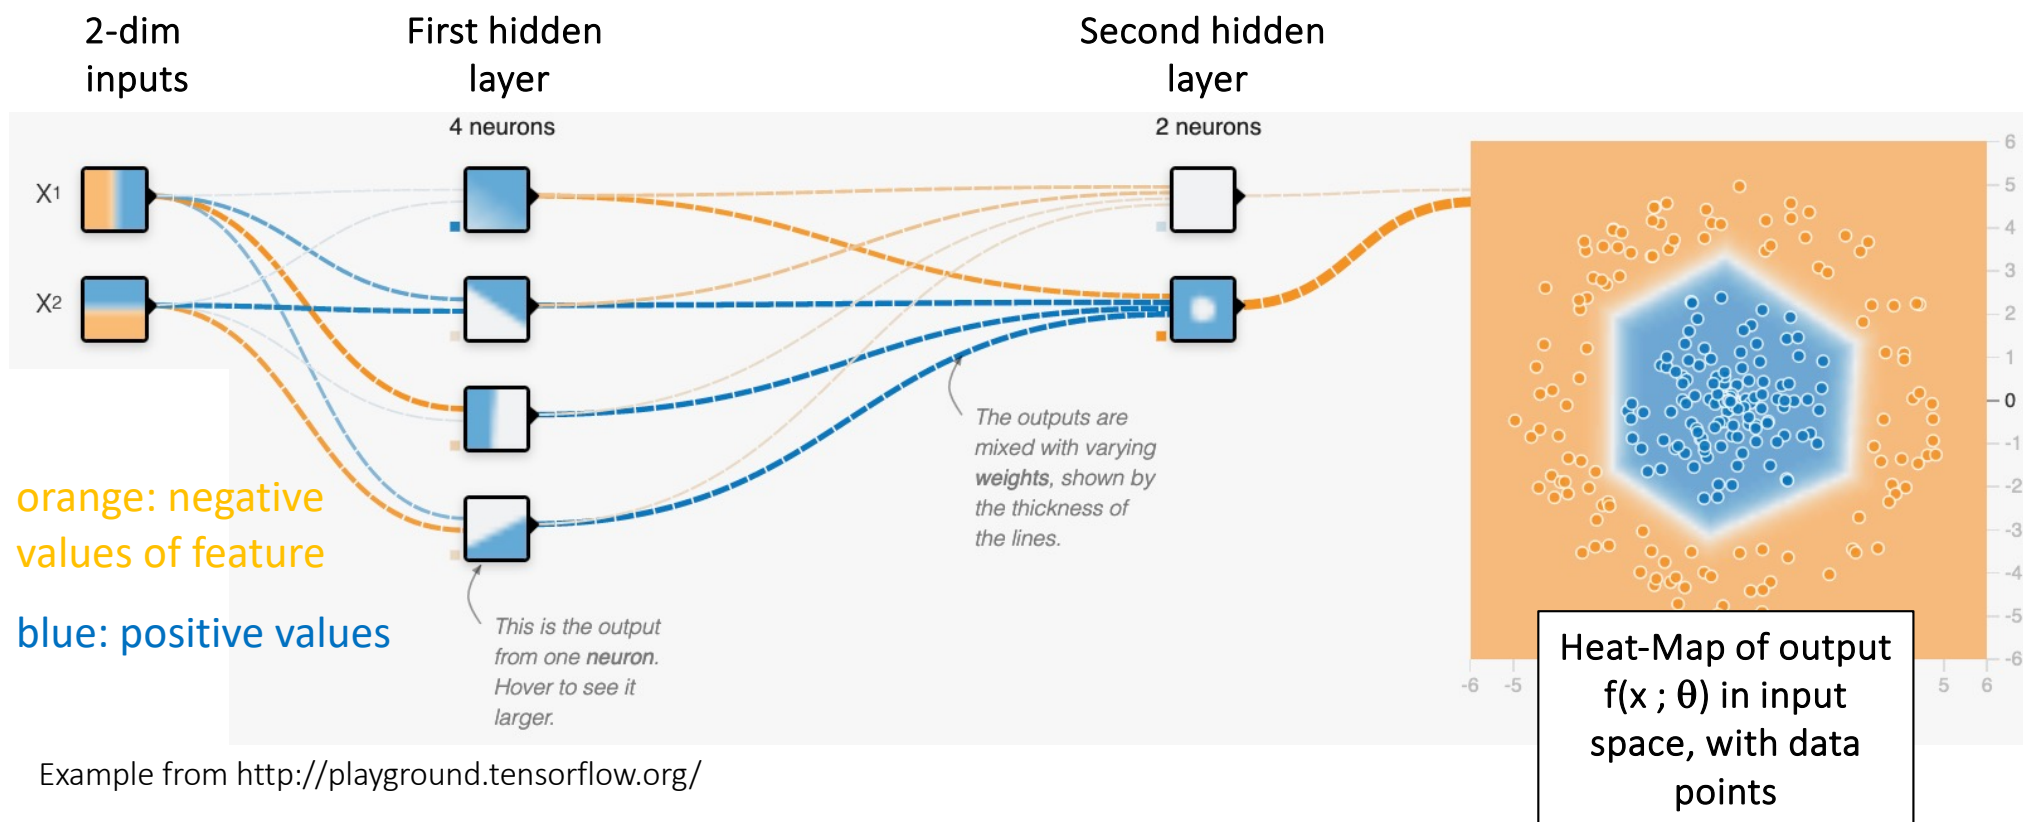 2-dim
inputs
First hidden
layer
Second hidden
layer
4 neurons
2 neurons
X1
X2
6
5
4
3
2
1
0
-1
-2
-3
-4
-5
-6
-6
-5
5
6
The outputs are
mixed with varying
weights, shown by
the thickness of
the lines.
orange: negative
values of feature
blue: positive values
This is the output
from one neuron.
Hover to see it
larger.
Heat-Map of output
f(x ; θ) in input
space, with data
points
Example from http://playground.tensorflow.org/